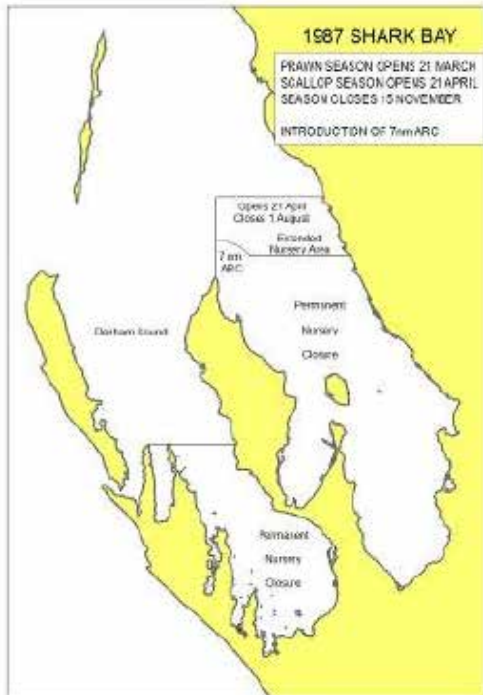 1987 SHARK BAY
PRAWN SEASON OPENS 21 MARCH
SCALLOP SEASON OPENS 21 APRIL
SEASON CLOSES 15 NOVEMBER
INTRODUCTION OF 7nm ARC
Opens 21 April
Closes 1 August
Extended
Nursery Area
7 nm
ARC
Permanent
Nursery
Closure
Denham Sound
Permanent
Nursery
Closure